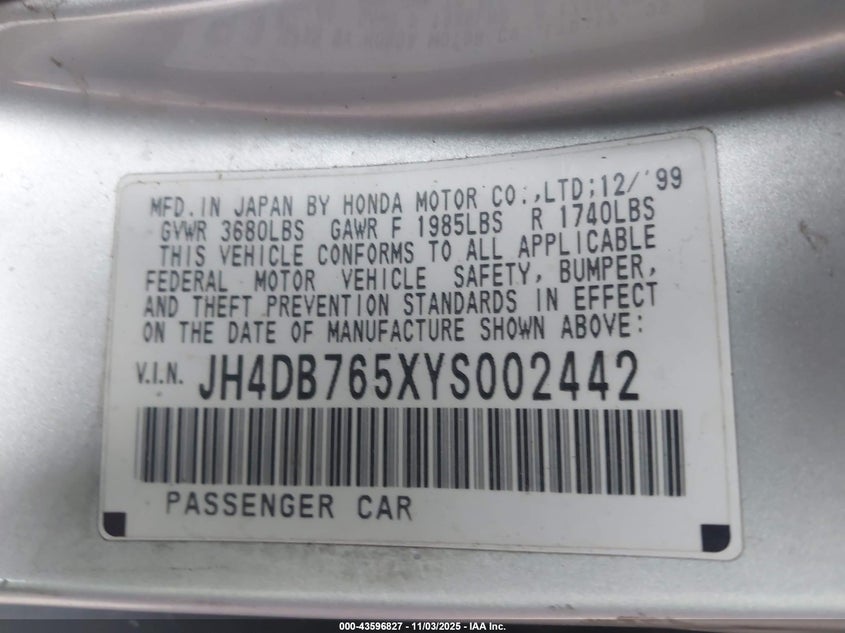 MFD.IN JAPAN BY HONDA MOTOR CO.,LTD;12/'99
GVWR 3680LBS GAWR F 1985LBS R 1740LBS
THIS VEHICLE CONFORMS TO ALL APPLICABLE
FEDERAL MOTOR VEHICLE SAFETY, BUMPER,
AND THEFT PREVENTION STANDARDS IN EFFECT
ON THE DATE OF MANUFACTURE SHOWN ABOVE:
V.I.N. JH4DB765XYS002442
PASSENGER CAR
000-43596827 - 11/03/2025 - IAA Inc.